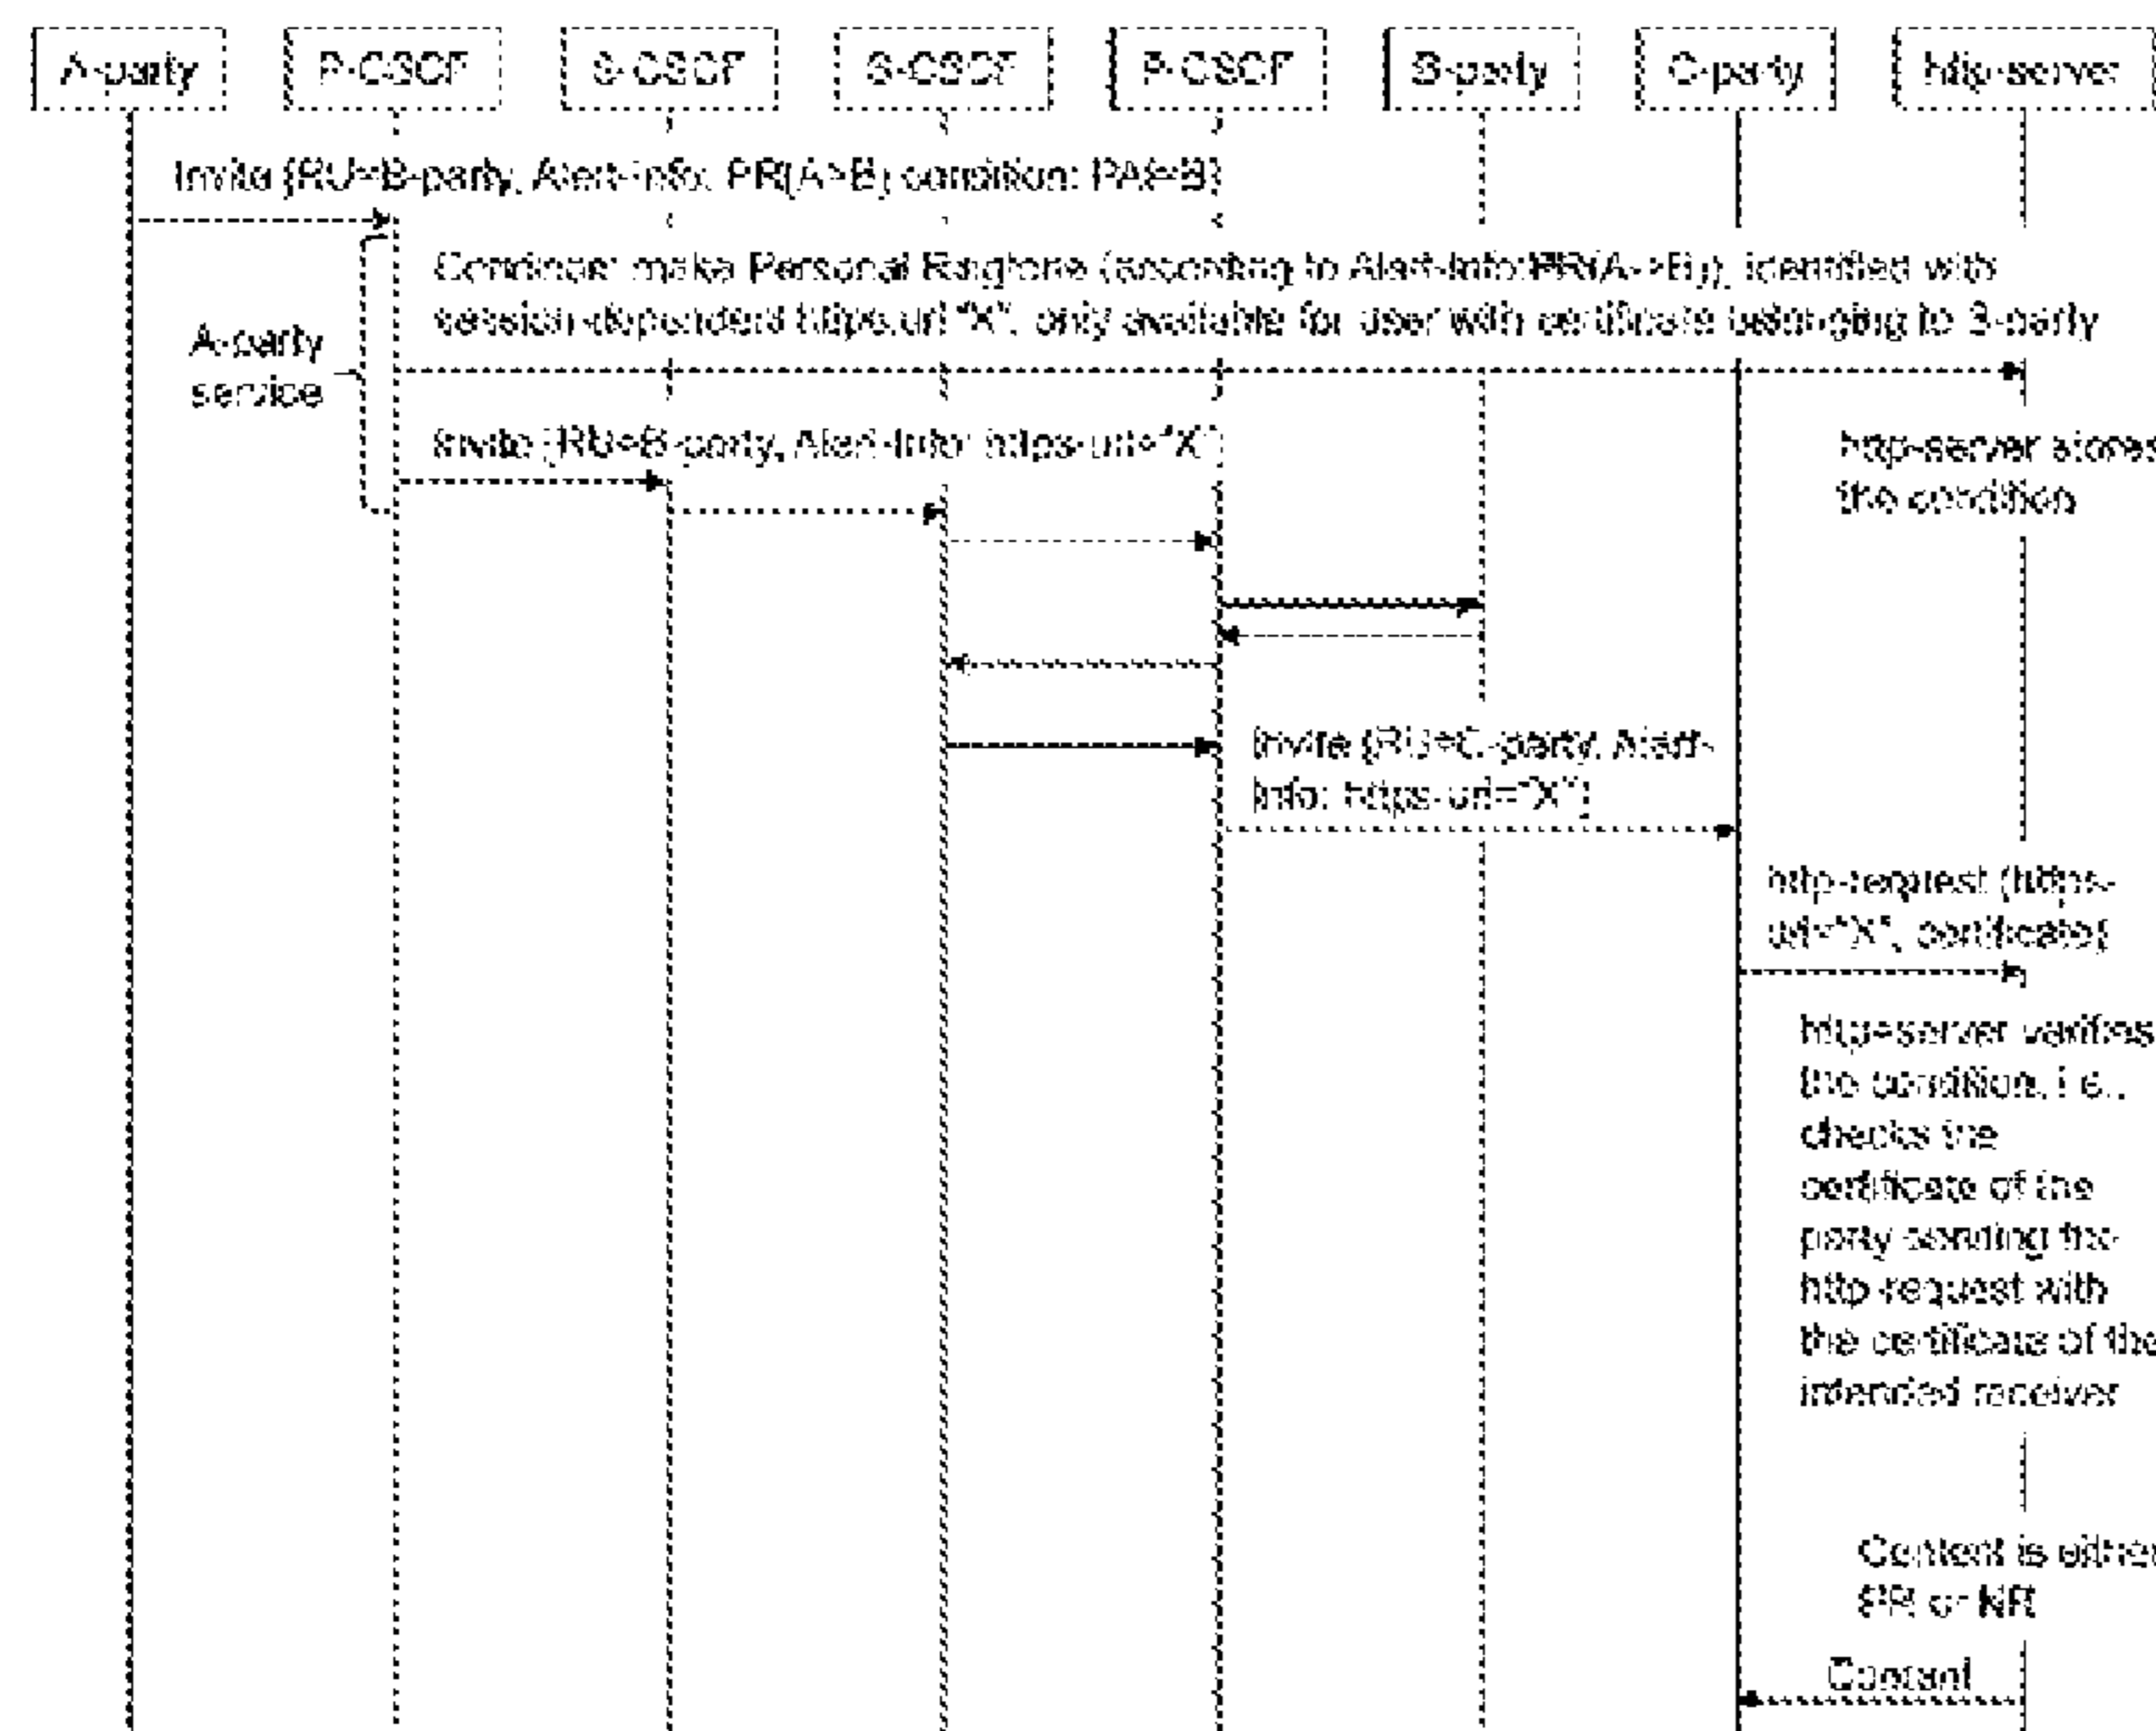 A-party
P-CSCF
S-CSCF
S-CSCF
P-CSCF
B-party
C-party
http-server
Invite (RU=B-party, Alert-Info: PR(A>B) condition: PAI=B)
Condition: make Personal Ringtone (according to Alert-Info:PR(A->B)), identified with
session-dependent https.url "X", only available for user with certificate belonging to B-party
A-party
service
Invite (RU=B-party, Alert-Info: https-url="X")
http-server stores
the condition
Invite (RU=C-party, Alert-
Info: https-url="X")
http-request (https-
url="X", certificate)
http-server verifies
the condition, i.e.,
checks the
certificate of the
party sending the
http request with
the certificate of the
intended receiver
Content is either
PR or NR
Content